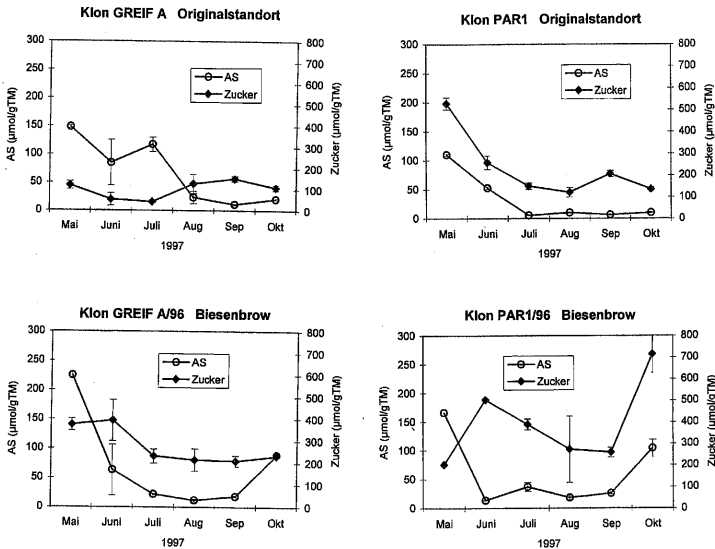 Klon GREIF A Originalstandort
300
250
200
150
100
50
0
AS (µmol/gTM)
800
700
600
500
400
300
200
100
0
Zucker (µmol/gTM)
AS
Zucker
Mai Juni Juli Aug Sep Okt
1997
Klon PAR1 Originalstandort
300
250
200
150
100
50
0
AS (µmol/gTM)
800
700
600
500
400
300
200
100
0
Zucker (µmol/gTM)
AS
Zucker
Mai Juni Juli Aug Sep Okt
1997
Klon GREIF A/96 Biesenbrow
300
250
200
150
100
50
0
AS (µmol/gTM)
800
700
600
500
400
300
200
100
0
Zucker (µmol/gTM)
AS
Zucker
Mai Juni Juli Aug Sep Okt
1997
Klon PAR1/96 Biesenbrow
300
250
200
150
100
50
0
AS (µmol/gTM)
800
700
600
500
400
300
200
100
0
Zucker (µmol/gTM)
AS
Zucker
Mai Juni Juli Aug Sep Okt
1997